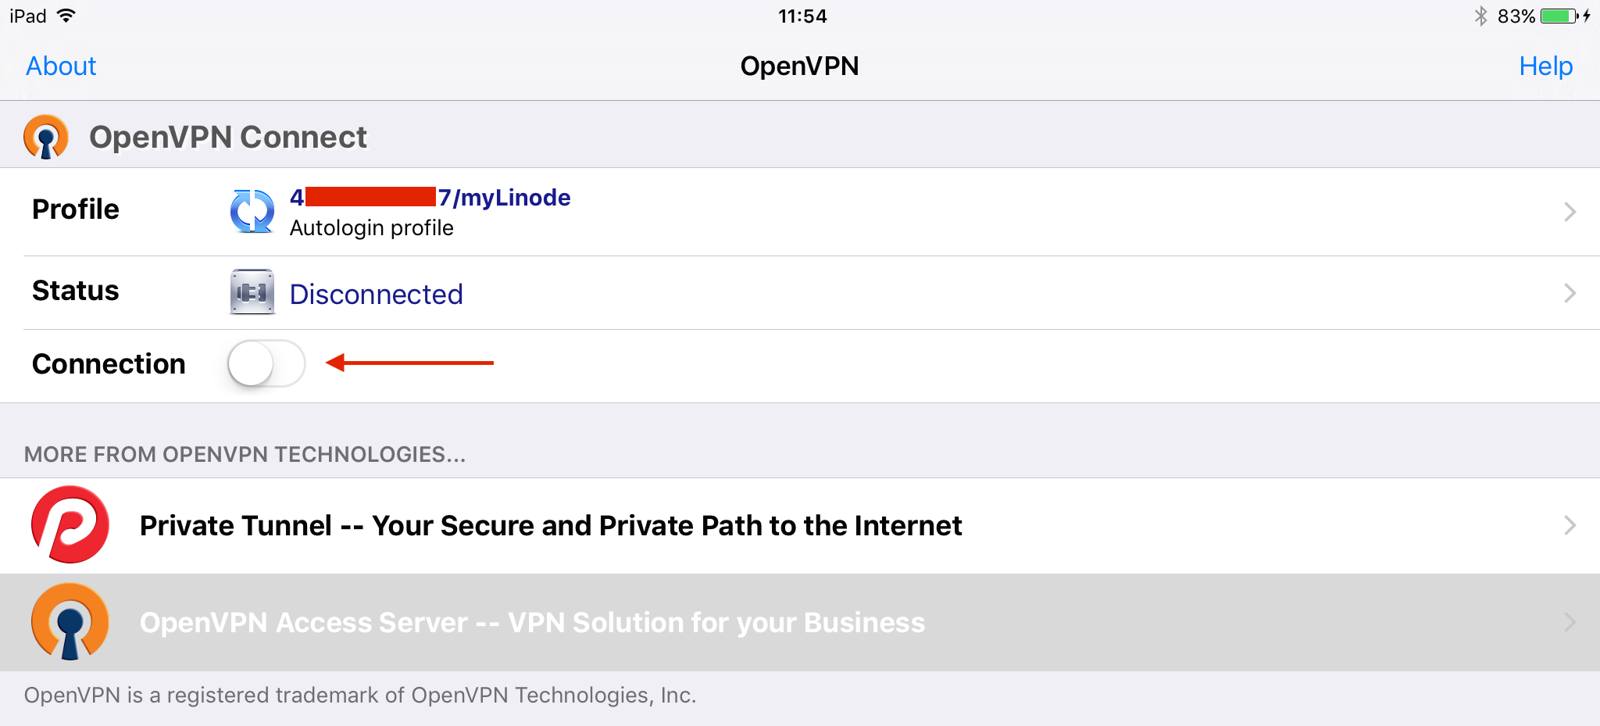 iPad 11:54 83%
About OpenVPN Help
OpenVPN Connect
Profile 4 7/myLinode
Autologin profile
Status Disconnected
Connection
MORE FROM OPENVPN TECHNOLOGIES...
Private Tunnel -- Your Secure and Private Path to the Internet
OpenVPN Access Server -- VPN Solution for your Business
OpenVPN is a registered trademark of OpenVPN Technologies, Inc.